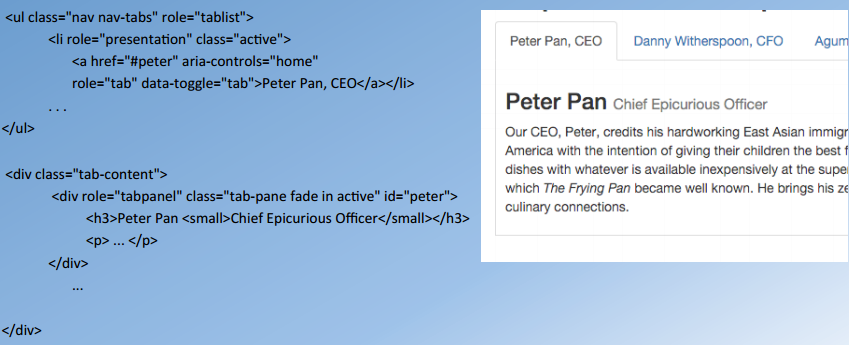 <ul class="nav nav-tabs" role="tablist">
<li role="presentation" class="active">
<a href="#peter" aria-controls="home"
role="tab" data-toggle="tab">Peter Pan, CEO</a></li>
. . .
</ul>
<div class="tab-content">
<div role="tabpanel" class="tab-pane fade in active" id="peter">
<h3>Peter Pan <small>Chief Epicurious Officer</small></h3>
<p> ... </p>
</div>
...
</div>
Peter Pan, CEO Danny Witherspoon, CFO Agum
Peter Pan Chief Epicurious Officer
Our CEO, Peter, credits his hardworking East Asian immigr
America with the intention of giving their children the best f
dishes with whatever is available inexpensively at the supe
which The Frying Pan became well known. He brings his ze
culinary connections.